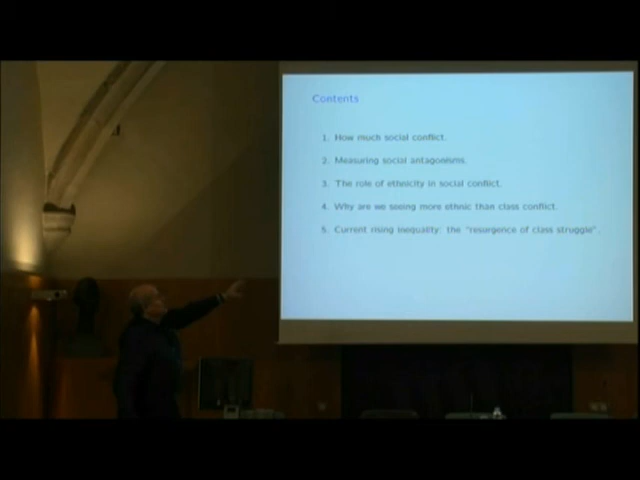 Contents
1. How much social conflict.
2. Measuring social antagonisms.
3. The role of ethnicity in social conflict.
4. Why are we seeing more ethnic than class conflict.
5. Current rising inequality: the "resurgence of class struggle".